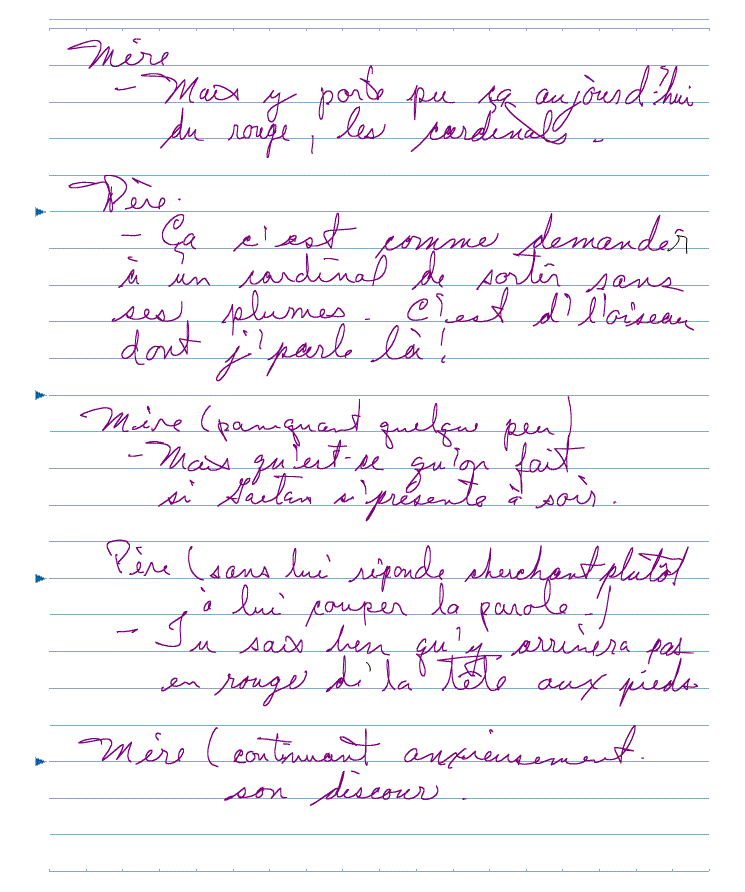 Mère
- Mais y porte pu ça aujourd'hui
du rouge, les cardinals.
Père.
- Ça c'est comme demander
à un cardinal de sortir sans
ses plumes. C'est d'l'oiseau
dont j'parle là!
Mère (paniquant quelque peu)
- Mais qu'est-ce qu'on fait
si Gaétan s'présente à soir.
Père (sans lui réponde cherchant plutôt
à lui couper la parole.)
- Tu sais ben qu'y arrivera pas
en rouge di'la tête aux pieds.
Mère (continuant anxieusement.
son discour.